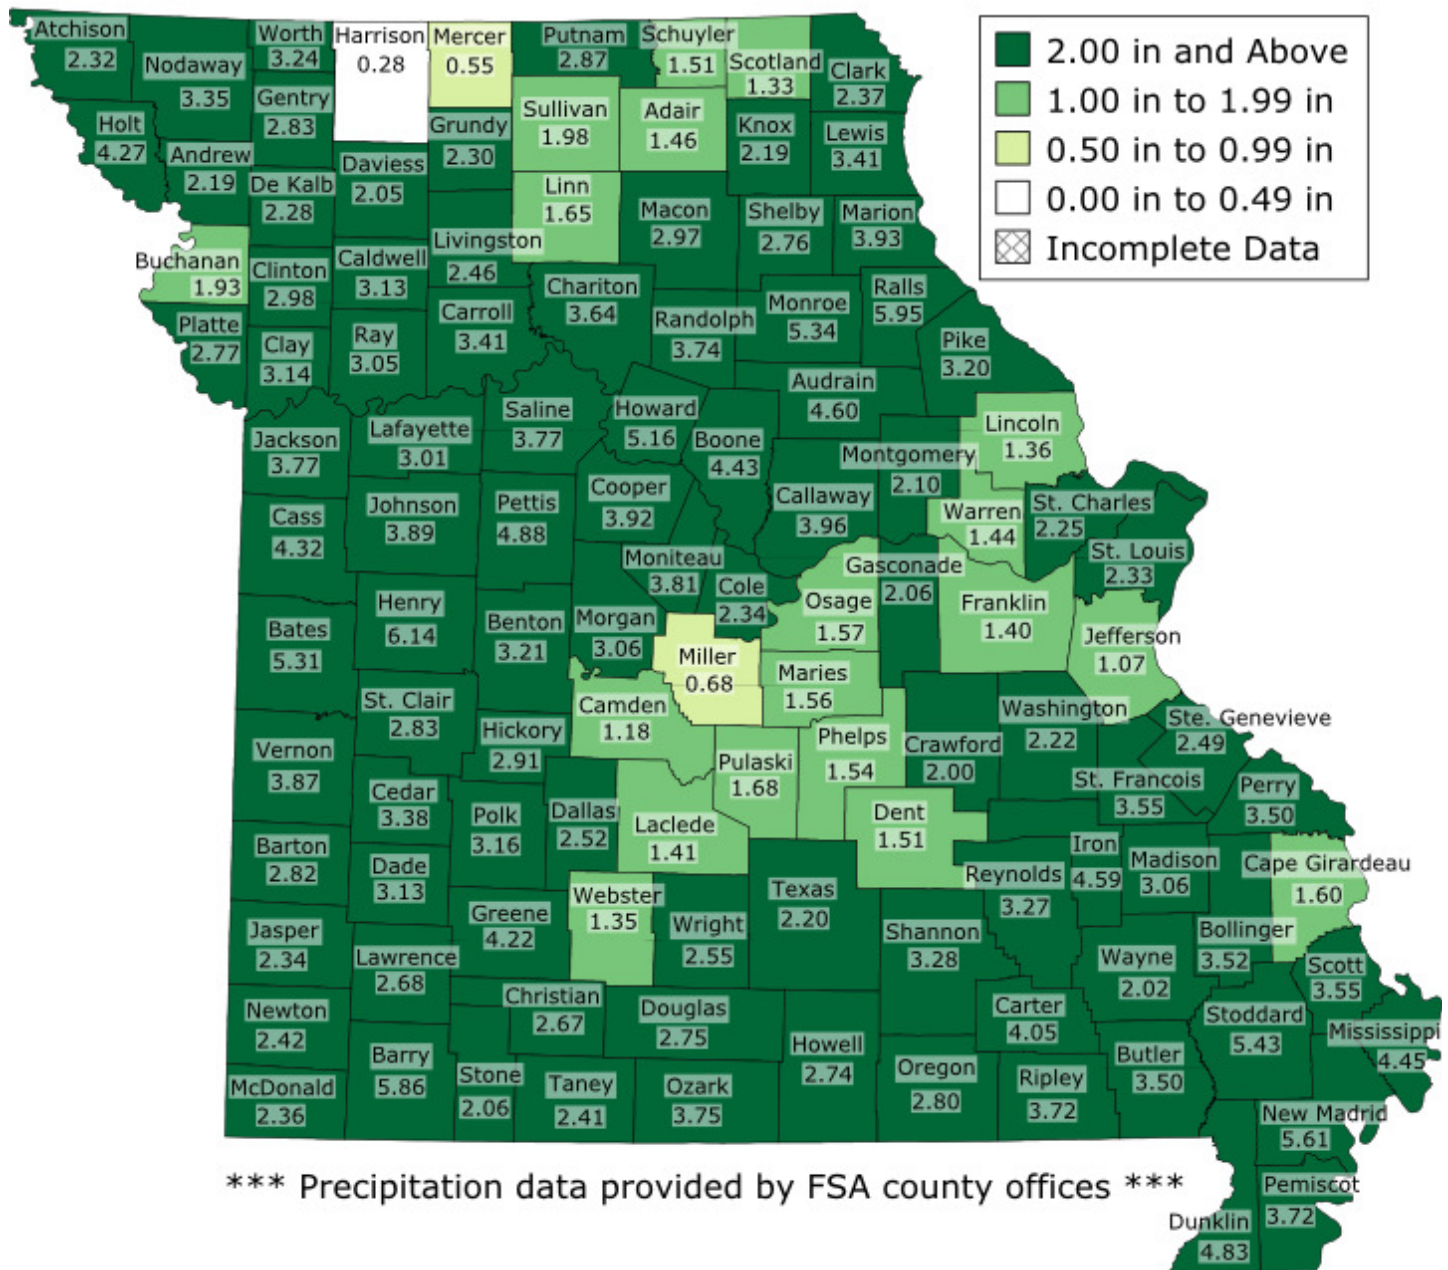 Atchison
2.32
Worth
3.24
Harrison
0.28
Mercer
0.55
Putnam
2.87
Schuyler
1.51
Scotland
1.33
Clark
2.37
Nodaway
3.35
Gentry
2.83
Holt
4.27
Andrew
2.19
De Kalb
2.28
Daviess
2.05
Grundy
2.30
Sullivan
1.98
Adair
1.46
Knox
2.19
Lewis
3.41
Linn
1.65
Macon
2.97
Shelby
2.76
Marion
3.93
Buchanan
1.93
Clinton
2.98
Caldwell
3.13
Livingston
2.46
Chariton
3.64
Randolph
3.74
Monroe
5.34
Ralls
5.95
Platte
2.77
Clay
3.14
Ray
3.05
Carroll
3.41
Pike
3.20
Audrain
4.60
Saline
3.77
Howard
5.16
Boone
4.43
Lincoln
1.36
Jackson
3.77
Lafayette
3.01
Montgomery
2.10
Cooper
3.92
Callaway
3.96
Warren
1.44
St. Charles
2.25
Cass
4.32
Johnson
3.89
Pettis
4.88
Moniteau
3.81
Cole
2.34
Gasconade
2.06
St. Louis
2.33
Osage
1.57
Franklin
1.40
Jefferson
1.07
Bates
5.31
Henry
6.14
Benton
3.21
Morgan
3.06
Miller
0.68
Maries
1.56
St. Clair
2.83
Hickory
2.91
Camden
1.18
Pulaski
1.68
Phelps
1.54
Crawford
2.00
Washington
2.22
Ste. Genevieve
2.49
St. Francois
3.55
Perry
3.50
Vernon
3.87
Cedar
3.38
Polk
3.16
Dallas
2.52
Laclede
1.41
Dent
1.51
Iron
4.59
Madison
3.06
Cape Girardeau
1.60
Barton
2.82
Dade
3.13
Greene
4.22
Webster
1.35
Wright
2.55
Texas
2.20
Reynolds
3.27
Bollinger
3.52
Jasper
2.34
Lawrence
2.68
Shannon
3.28
Wayne
2.02
Scott
3.55
Newton
2.42
Christian
2.67
Douglas
2.75
Howell
2.74
Carter
4.05
Stoddard
5.43
Mississippi
4.45
McDonald
2.36
Barry
5.86
Stone
2.06
Taney
2.41
Ozark
3.75
Oregon
2.80
Ripley
3.72
Butler
3.50
New Madrid
5.61
Pemiscot
3.72
Dunklin
4.83
2.00 in and Above
1.00 in to 1.99 in
0.50 in to 0.99 in
0.00 in to 0.49 in
Incomplete Data
*** Precipitation data provided by FSA county offices ***